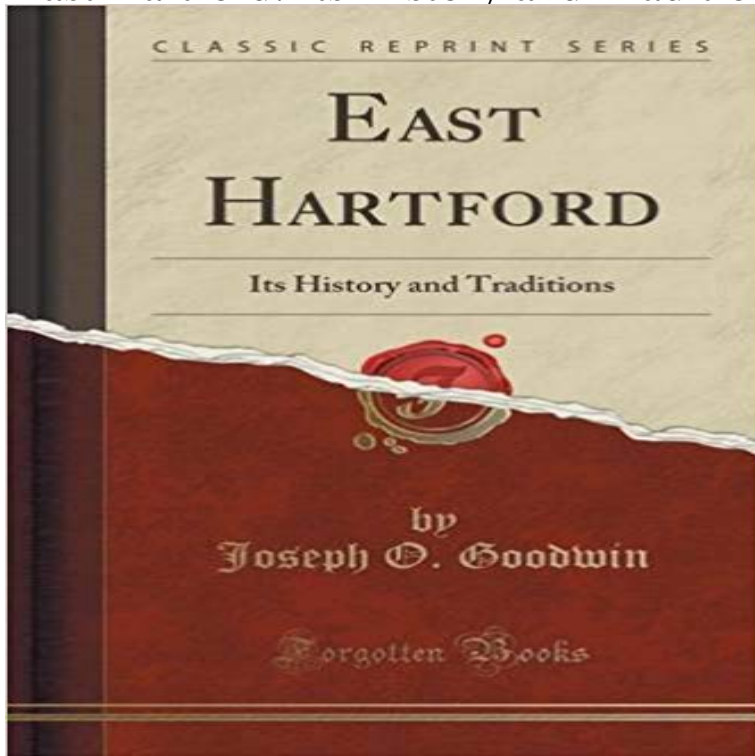 CLASSIC REPRINT SERIES
EAST
HARTFORD
Its History and Traditions
by
Joseph O. Goodwin
Forgotten Books